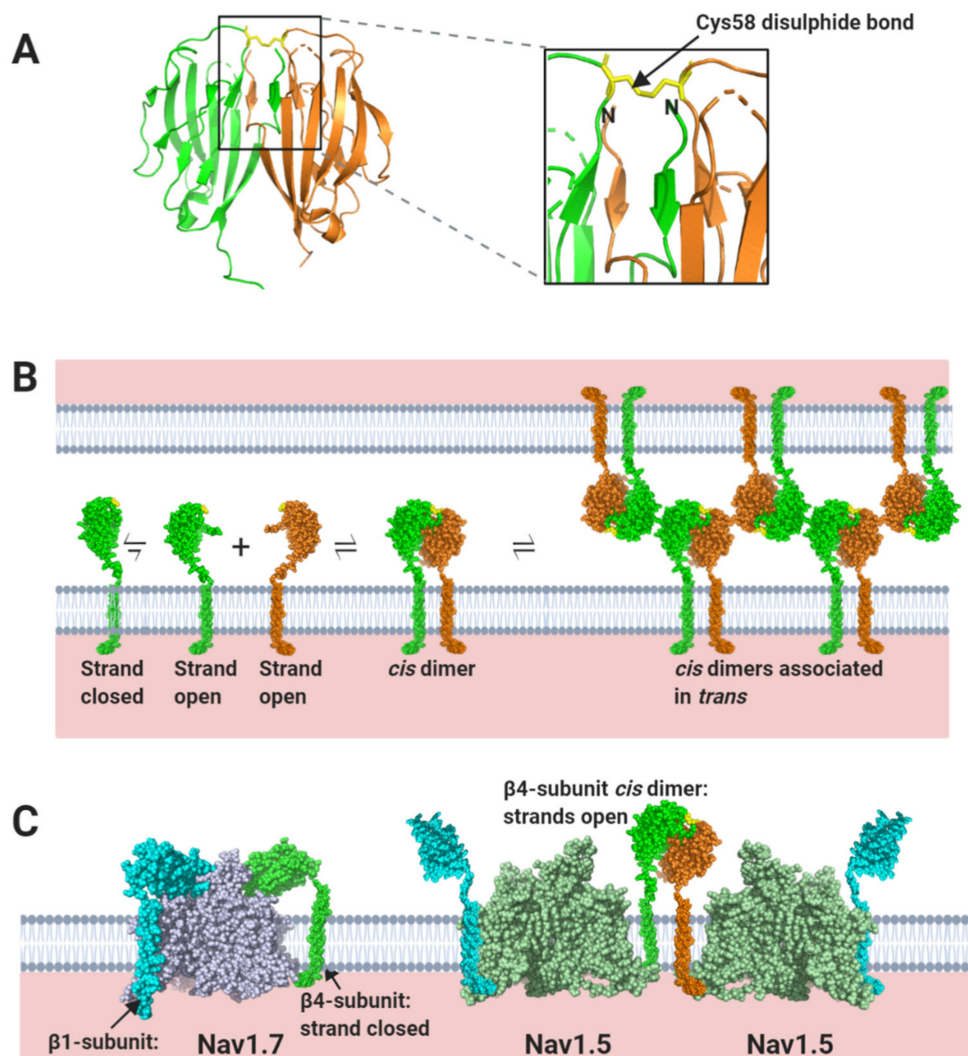 A
Cys58 disulphide bond
N
N
B
+
Strand
closed
Strand
open
Strand
open
cis dimer
cis dimers associated
in trans
C
β4-subunit cis dimer:
strands open
β1-subunit:
Nav1.7
β4-subunit:
strand closed
Nav1.5
Nav1.5